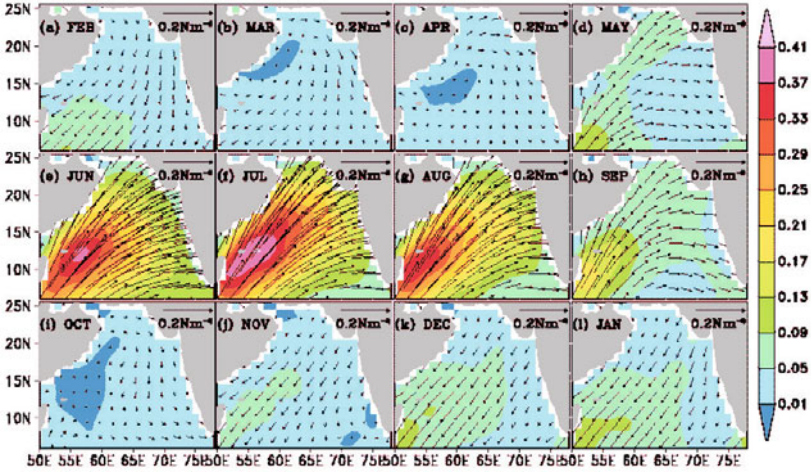 25N (a) FEB 0.2Nm⁻² (b) MAR 0.2Nm⁻² (c) APR 0.2Nm⁻² (d) MAY 0.2Nm⁻²
20N
15N
10N
25N (e) JUN 0.2Nm⁻² (f) JUL 0.2Nm⁻² (g) AUG 0.2Nm⁻² (h) SEP 0.2Nm⁻²
20N
15N
10N
25N (i) OCT 0.2Nm⁻² (j) NOV 0.2Nm⁻² (k) DEC 0.2Nm⁻² (l) JAN 0.2Nm⁻²
20N
15N
10N
50E 55E 60E 65E 70E 55E 60E 65E 70E 55E 60E 65E 70E 55E 60E 65E 70E 75E
0.41
0.37
0.33
0.29
0.25
0.21
0.17
0.13
0.09
0.05
0.01